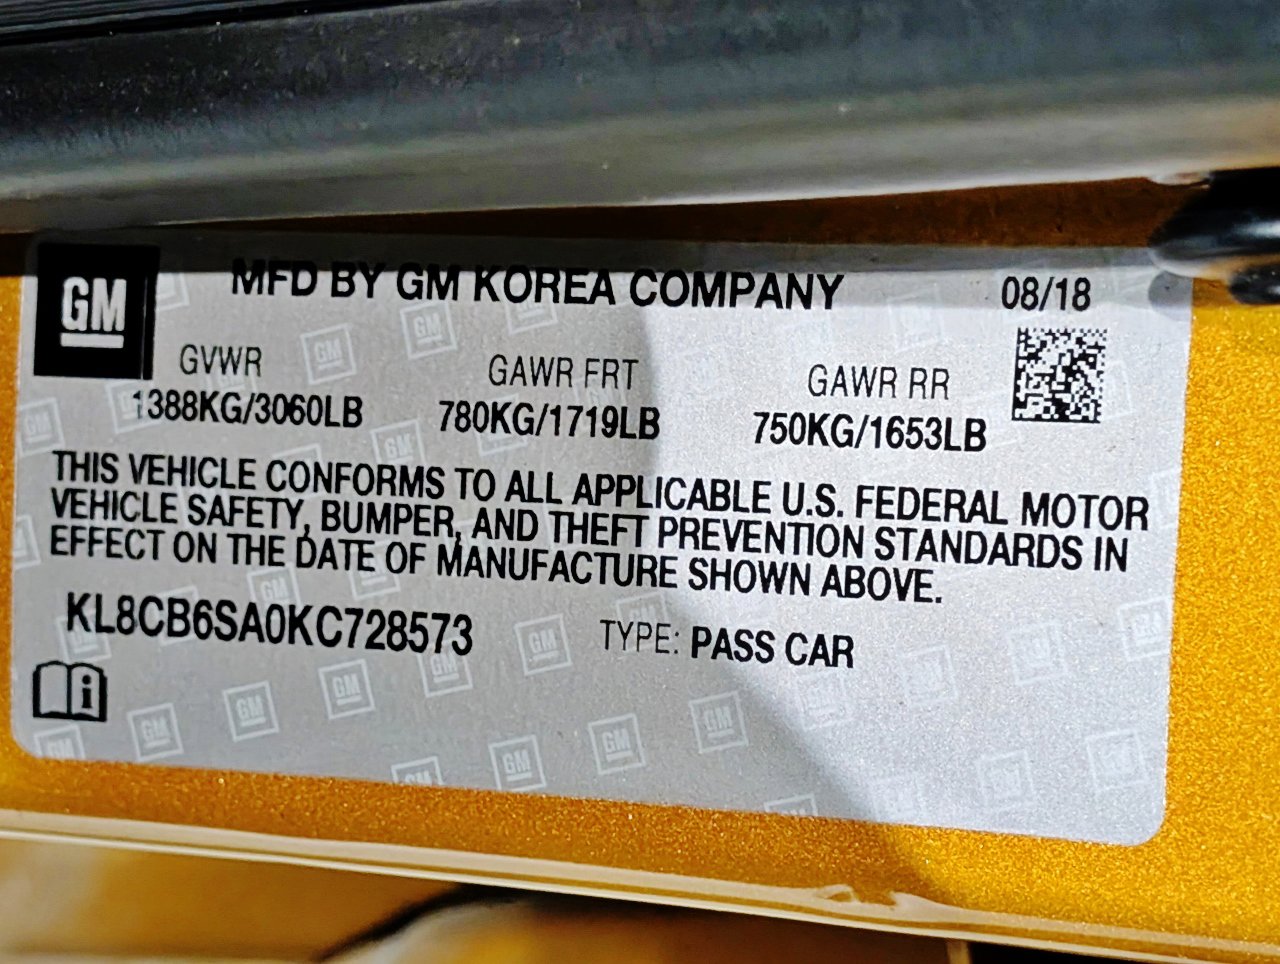 GM
MFD BY GM KOREA COMPANY 08/18
GVWR GAWR FRT GAWR RR
1388KG/3060LB 780KG/1719LB 750KG/1653LB
THIS VEHICLE CONFORMS TO ALL APPLICABLE U.S. FEDERAL MOTOR
VEHICLE SAFETY, BUMPER, AND THEFT PREVENTION STANDARDS IN
EFFECT ON THE DATE OF MANUFACTURE SHOWN ABOVE.
KL8CB6SA0KC728573 TYPE: PASS CAR